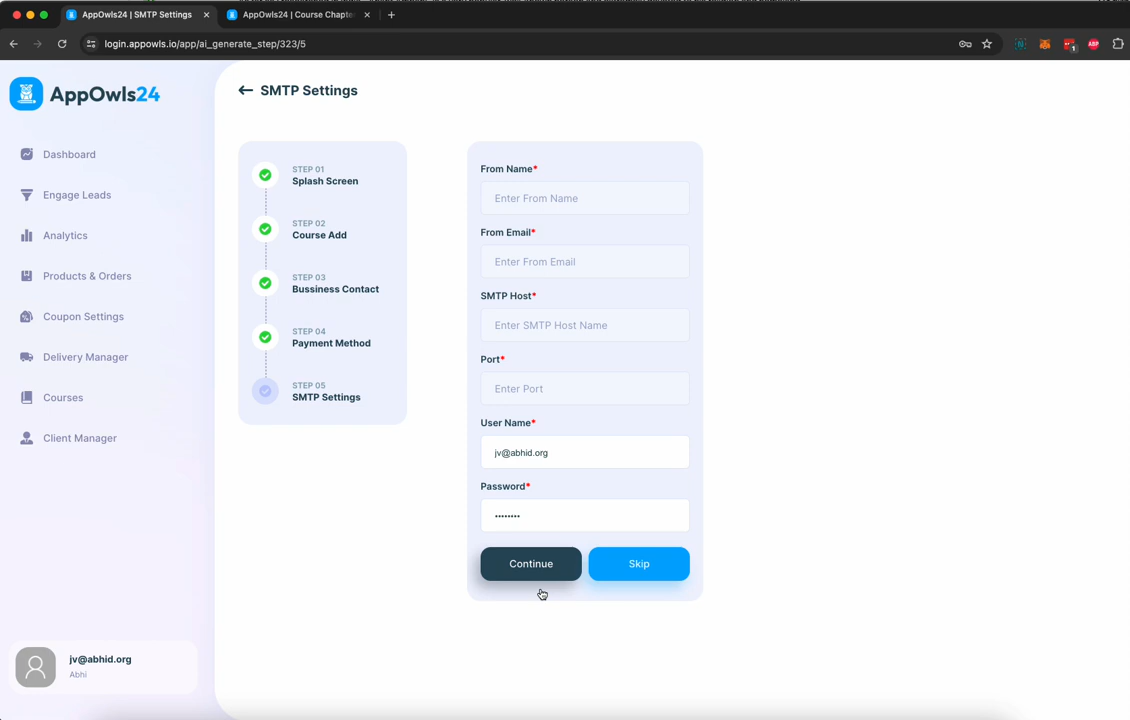 AppOwls24 | SMTP Settings
AppOwls24 | Course Chapte
login.appowls.io/app/ai_generate_step/323/5
1
ABP
AppOwls24
SMTP Settings
Dashboard
Engage Leads
Analytics
Products & Orders
Coupon Settings
Delivery Manager
Courses
Client Manager
STEP 01
Splash Screen
STEP 02
Course Add
STEP 03
Bussiness Contact
STEP 04
Payment Method
STEP 05
SMTP Settings
From Name*
Enter From Name
From Email*
Enter From Email
SMTP Host*
Enter SMTP Host Name
Port*
Enter Port
User Name*
jv@abhid.org
Password*
••••••••
Continue
Skip
jv@abhid.org
Abhi